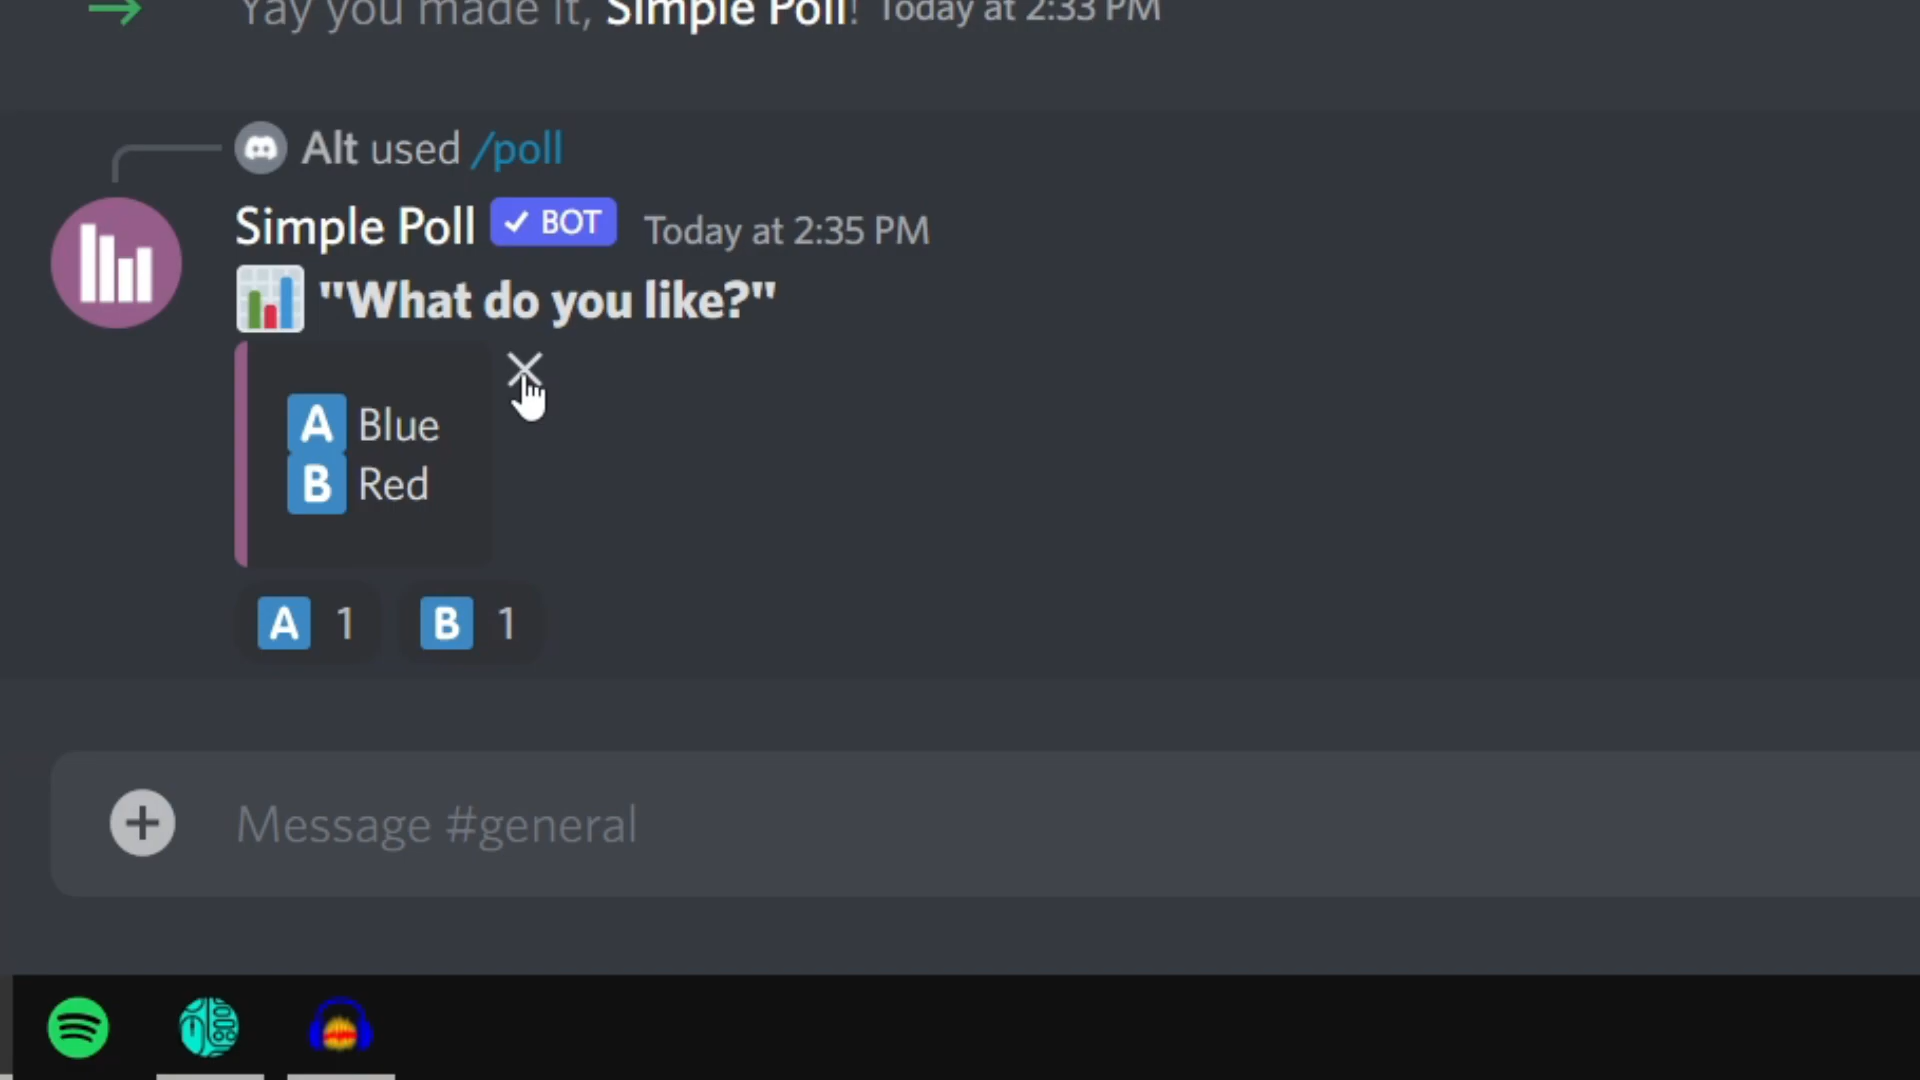 Yay you made it, Simple Poll! Today at 2:33 PM
Alt used /poll
Simple Poll ✓ BOT Today at 2:35 PM
"What do you like?"
A Blue
B Red
A 1 B 1
Message #general